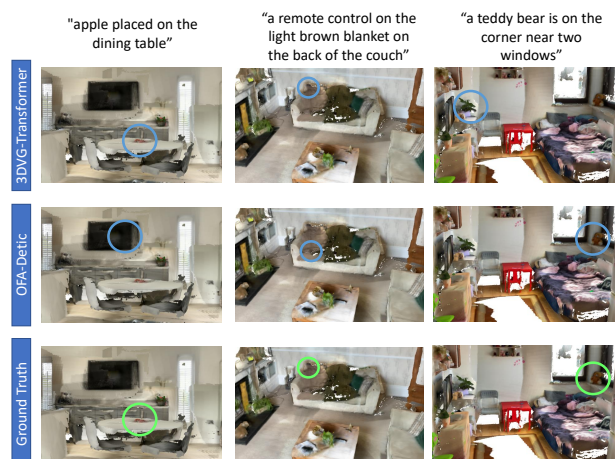 "apple placed on the
dining table”
“a remote control on the
light brown blanket on
the back of the couch”
“a teddy bear is on the
corner near two
windows”
3DVG-Transformer
OFA-Detic
Ground Truth